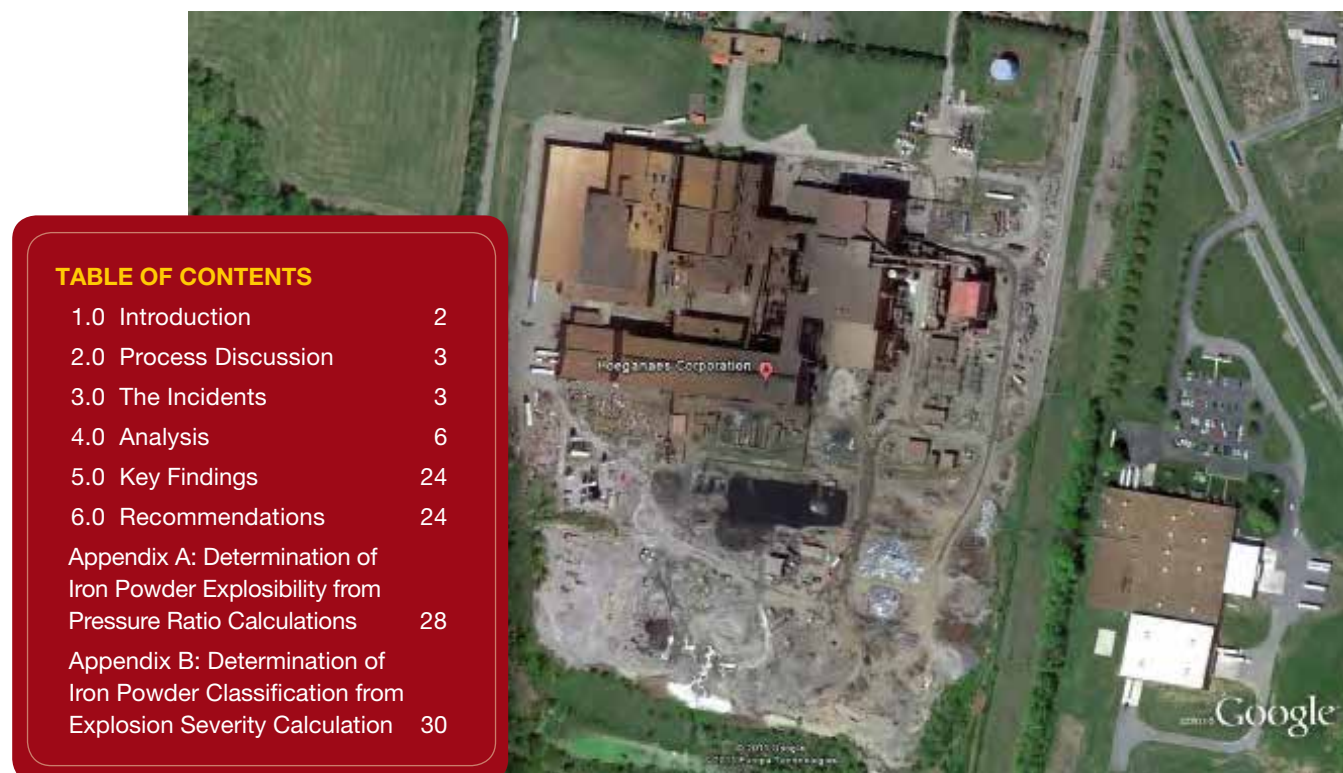 TABLE OF CONTENTS
1.0 Introduction 2
2.0 Process Discussion 3
3.0 The Incidents 3
4.0 Analysis 6
5.0 Key Findings 24
6.0 Recommendations 24
Appendix A: Determination of
Iron Powder Explosibility from
Pressure Ratio Calculations 28
Appendix B: Determination of
Iron Powder Classification from
Explosion Severity Calculation 30
Hoeganaes Corporation
Google
© 2011 Google